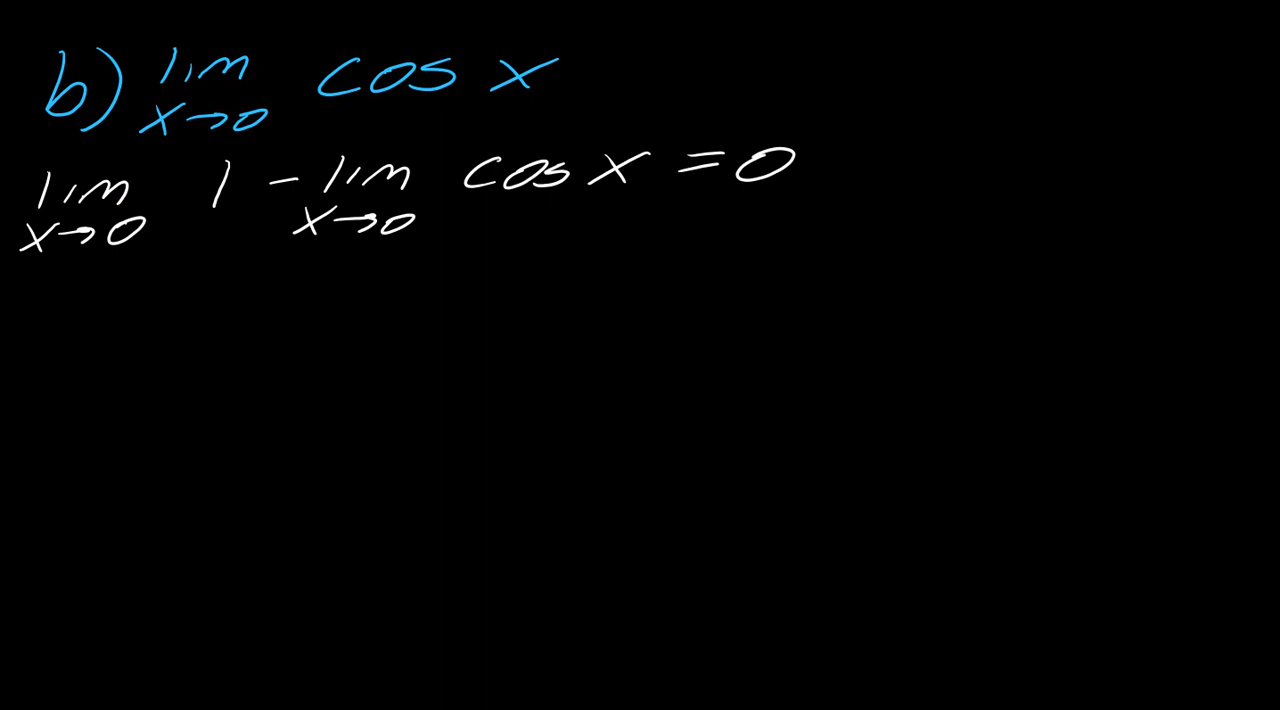 b) lim cos x
x→0
lim 1 - lim cos x = 0
x→0 x→0